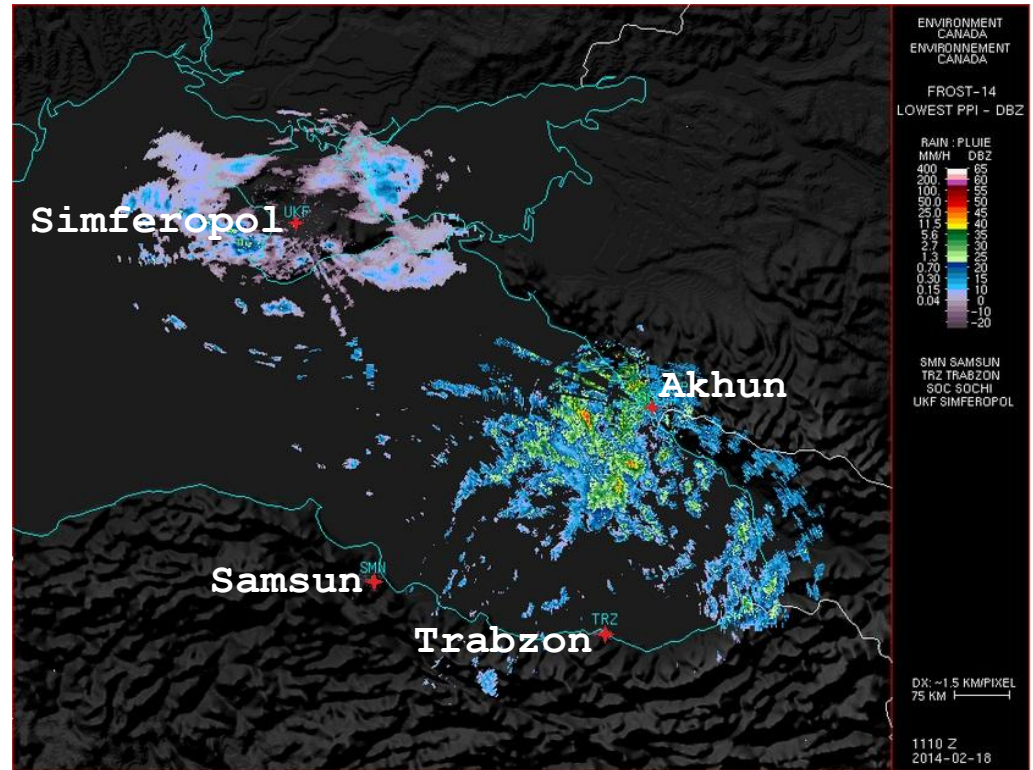 Simferopol
UKF
Akhun
Samsun
SMN
Trabzon
TRZ
ENVIRONMENT
CANADA
ENVIRONNEMENT
CANADA
FROST-14
LOWEST PPI - DBZ
RAIN : PLUIE
MM/H DBZ
400 65
200. 60
100. 55
50.0 50
25.0 45
11.5 40
5.6 35
2.7 30
1.3 25
0.70 20
0.30 15
0.15 10
0.04 0
-10
-20
SMN SAMSUN
TRZ TRABZON
SOC SOCHI
UKF SIMFEROPOL
DX: ~1.5 KM/PIXEL
75 KM
1110 Z
2014-02-18